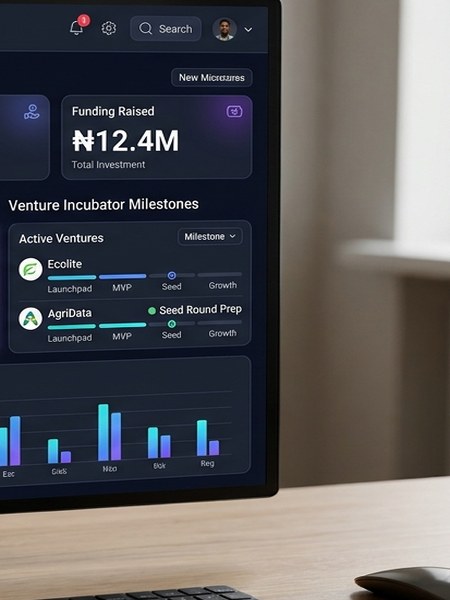 Search
New
Funding Raised
₦12.4M
Total Investment
Venture Incubator Milestones
Active Ventures
Milestone
Ecolite
Launchpad MVP Seed Growth
AgriData
Seed Round Prep
Launchpad MVP Seed Growth
Reg